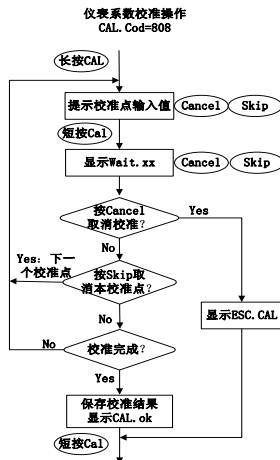 仪表系数校准操作
CAL.Cod=808
长按CAL
提示校准点输入值
Cancel
Skip
短按Cal
显示Wait.xx
Cancel
Skip
按Cancel
取消校准？
Yes
No
Yes：下一
个校准点
按Skip取
消本校准点？
显示ESC.CAL
No
No
校准完成？
Yes
保存校准结果
显示CAL.ok
短按Cal